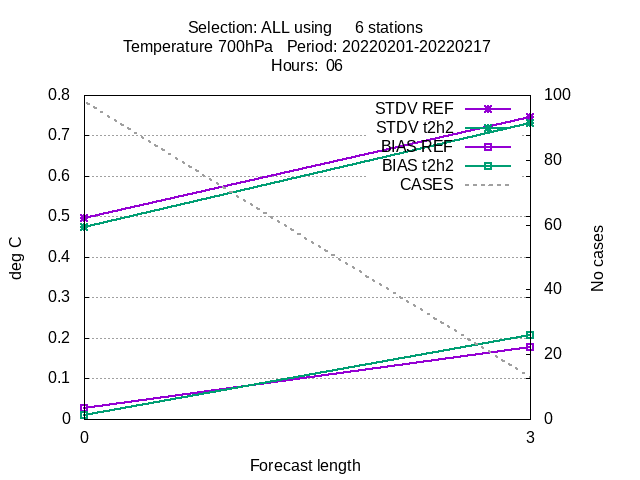 Selection: ALL using 6 stations
Temperature 700hPa Period: 20220201-20220217
Hours: 06
0.8
0.7
0.6
0.5
0.4
0.3
0.2
0.1
0
100
80
60
40
20
0
STDV REF
STDV t2h2
BIAS REF
BIAS t2h2
CASES
deg C
No cases
0
3
Forecast length